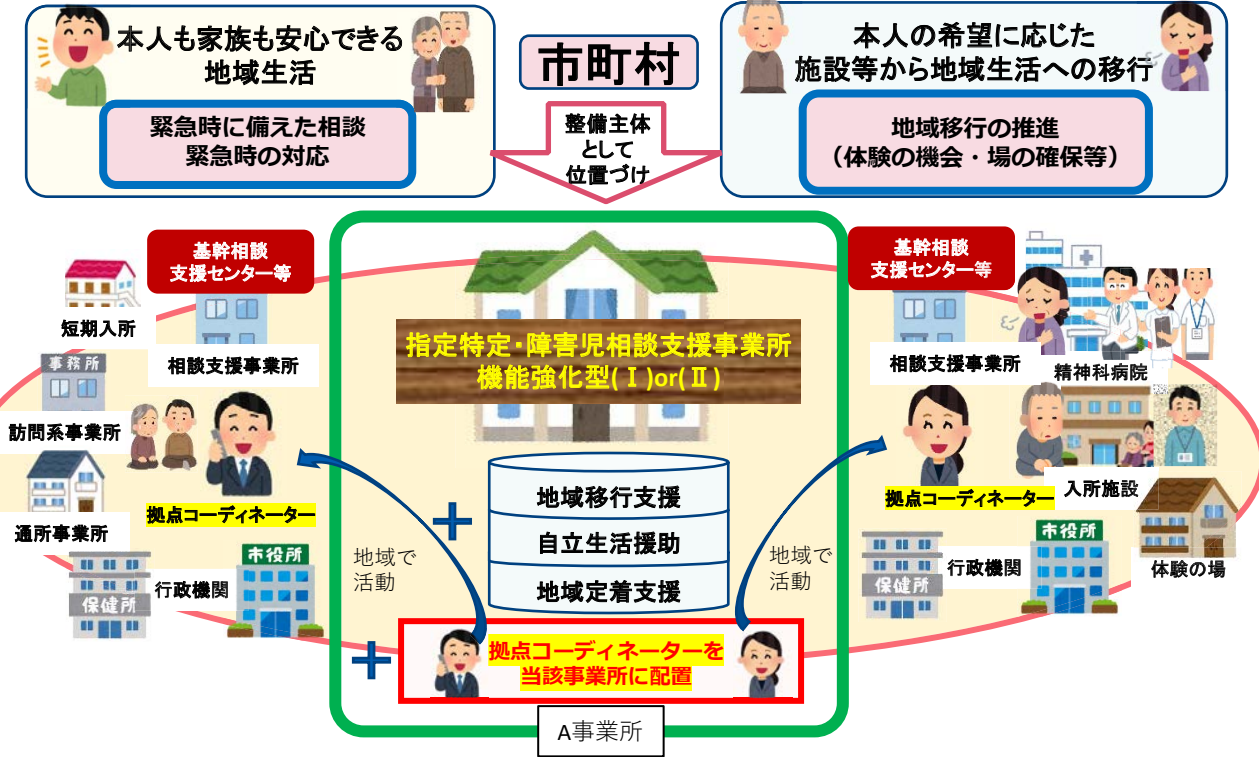 本人も家族も安心できる
地域生活
緊急時に備えた相談
緊急時の対応
市町村
整備主体
として
位置づけ
本人の希望に応じた
施設等から地域生活への移行
地域移行の推進
（体験の機会・場の確保等）
基幹相談
支援センター等
短期入所
相談支援事業所
事務所
訪問系事業所
通所事業所
拠点コーディネーター
保健所
行政機関
市役所
地域で
活動
指定特定・障害児相談支援事業所
機能強化型(Ⅰ)or(Ⅱ)
＋
地域移行支援
自立生活援助
地域定着支援
＋
拠点コーディネーターを
当該事業所に配置
A事業所
地域で
活動
基幹相談
支援センター等
相談支援事業所
精神科病院
拠点コーディネーター
入所施設
保健所
行政機関
市役所
体験の場